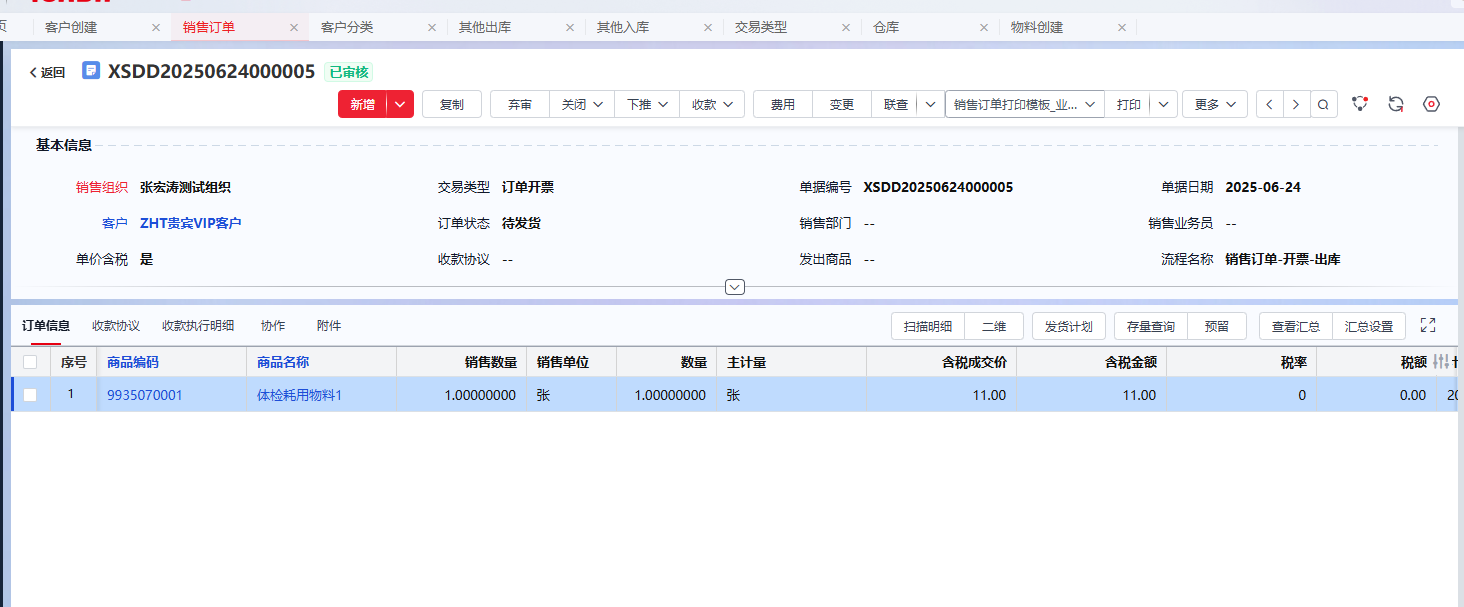 页 客户创建 销售订单 客户分类 其他出库 其他入库 交易类型 仓库 物料创建
返回 XSDD20250624000005 已审核
新增 复制 弃审 关闭 下推 收款 费用 变更 联查 销售订单打印模板_业... 打印 更多
基本信息
销售组织 张宏涛测试组织 交易类型 订单开票 单据编号 XSDD20250624000005 单据日期 2025-06-24
客户 ZHT贵宾VIP客户 订单状态 待发货 销售部门 -- 销售业务员 --
单价含税 是 收款协议 -- 发出商品 -- 流程名称 销售订单-开票-出库
订单信息 收款协议 收款执行明细 协作 附件 扫描明细 二维 发货计划 存量查询 预留 查看汇总 汇总设置
序号 商品编码 商品名称 销售数量 销售单位 数量 主计量 含税成交价 含税金额 税率 税额
1 9935070001 体检耗用物料1 1.00000000 张 1.00000000 张 11.00 11.00 0 0.00 20